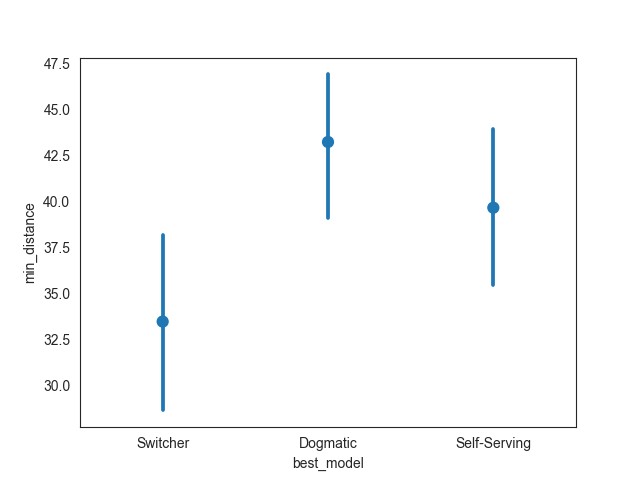 47.5
45.0
42.5
40.0
37.5
35.0
32.5
30.0
min_distance
Switcher
Dogmatic
Self-Serving
best_model